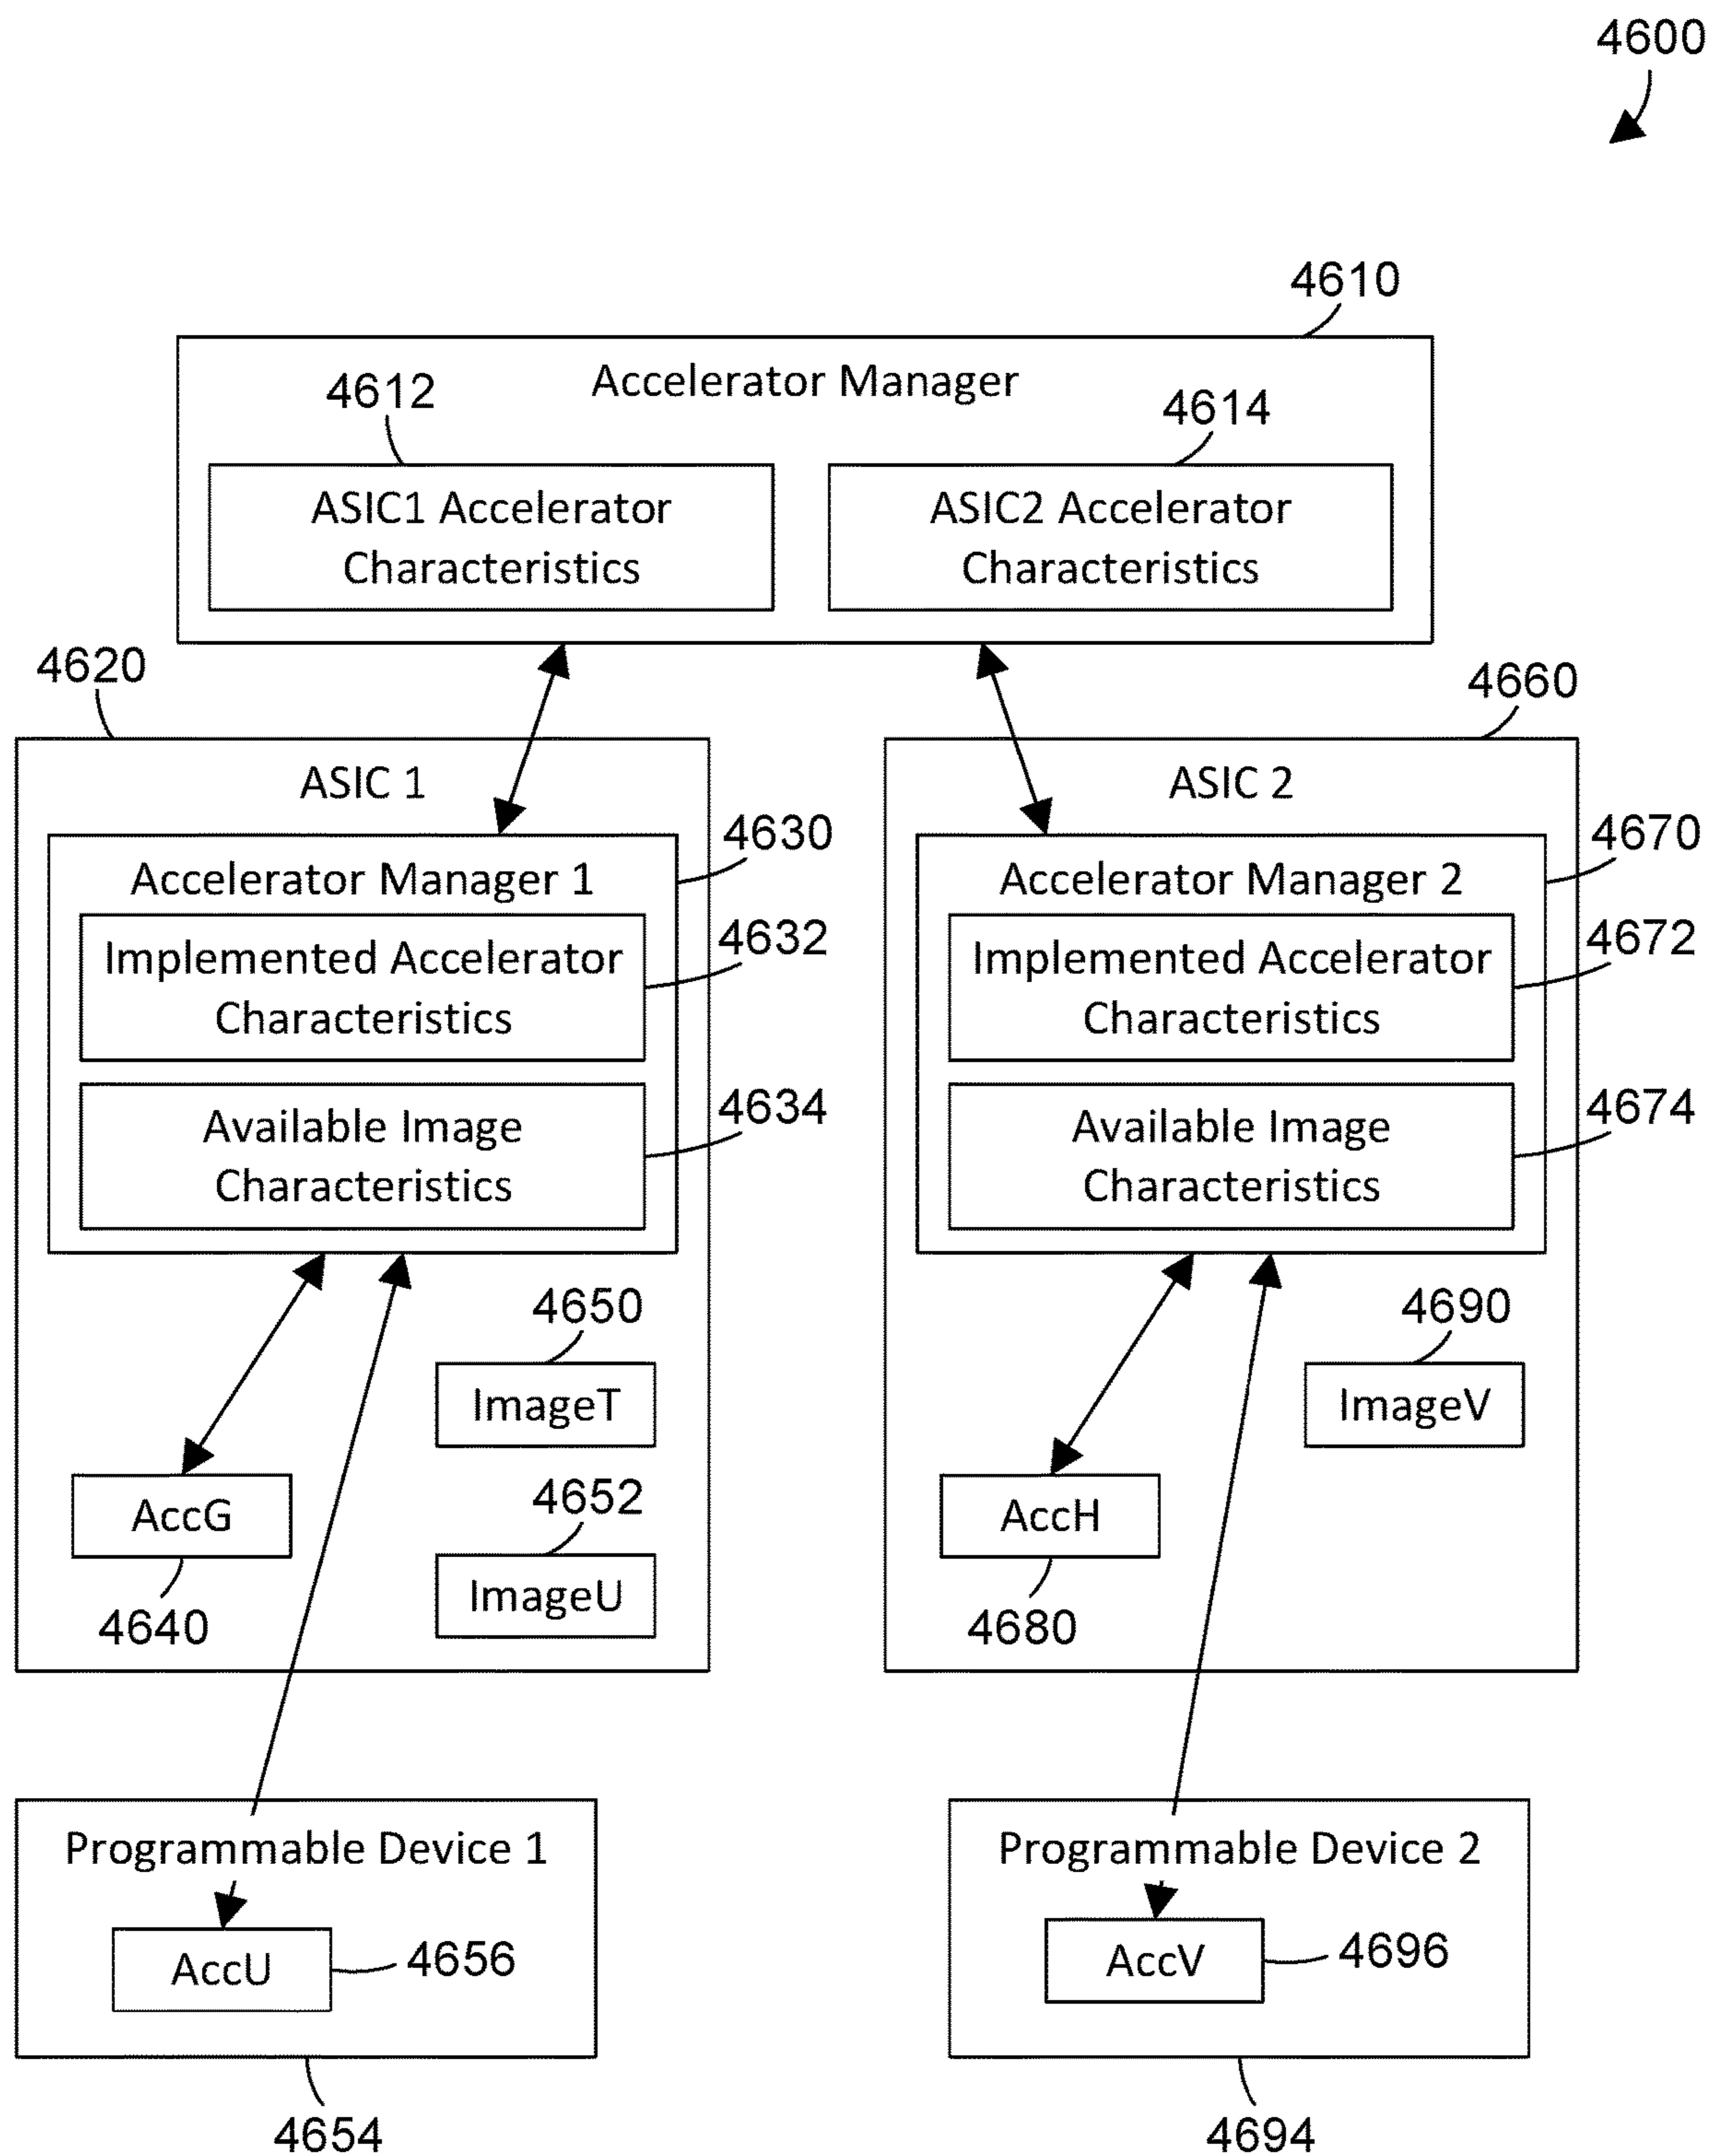 4600
4610
Accelerator Manager
4612
4614
ASIC1 Accelerator
Characteristics
ASIC2 Accelerator
Characteristics
4620
4660
ASIC 1
ASIC 2
4630
4670
Accelerator Manager 1
Accelerator Manager 2
Implemented Accelerator
Characteristics
4632
Implemented Accelerator
Characteristics
4672
Available Image
Characteristics
4634
Available Image
Characteristics
4674
4650
4690
ImageT
ImageV
4652
AccG
AccH
ImageU
4640
4680
Programmable Device 1
Programmable Device 2
AccU
4656
AccV
4696
4654
4694